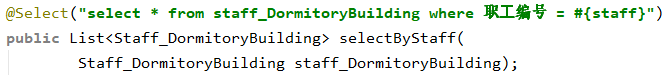 @Select("select * from staff_DormitoryBuilding where 职工编号 = #{staff}")
public List<Staff_DormitoryBuilding> selectByStaff(
Staff_DormitoryBuilding staff_DormitoryBuilding);